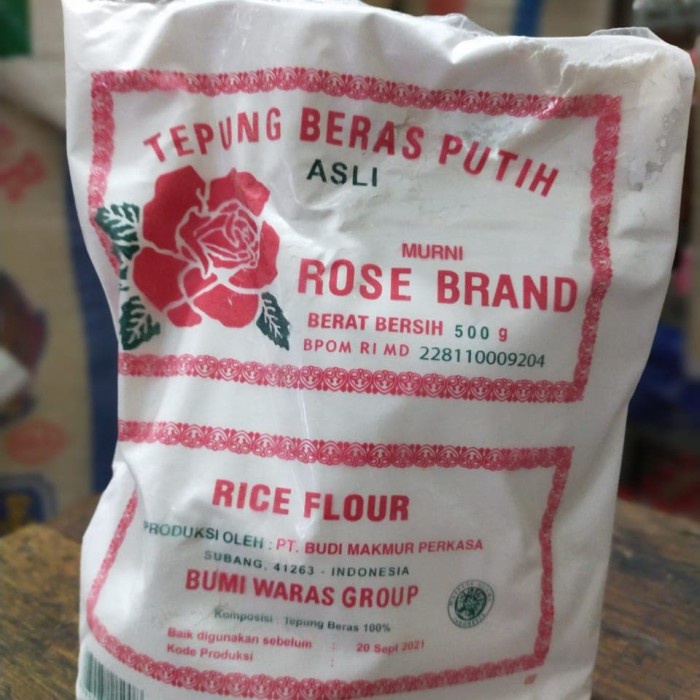 TEPUNG BERAS PUTIH
ASLI
MURNI
ROSE BRAND
BERAT BERSIH 500 g
BPOM RI MD 228110009204
RICE FLOUR
PRODUKSI OLEH : PT. BUDI MAKMUR PERKASA
SUBANG, 41263 - INDONESIA
BUMI WARAS GROUP
Komposisi : Tepung Beras 100%
Baik digunakan sebelum : 20 Sept 2021
Kode Produksi :